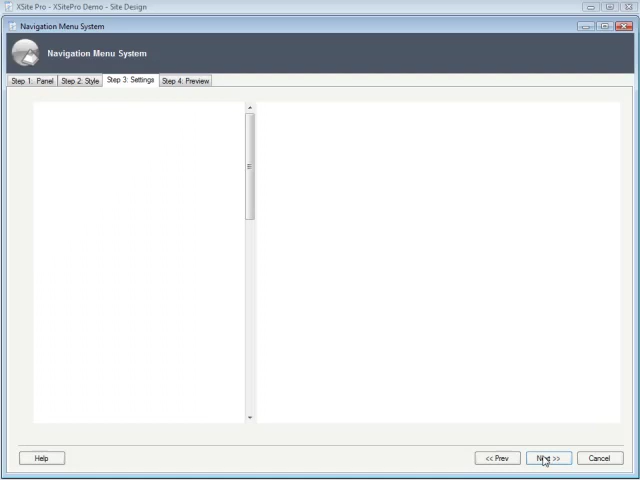 XSite Pro - XSitePro Demo - Site Design
Navigation Menu System
Navigation Menu System
Step 1: Panel Step 2: Style Step 3: Settings Step 4: Preview
Help << Prev Next >> Cancel